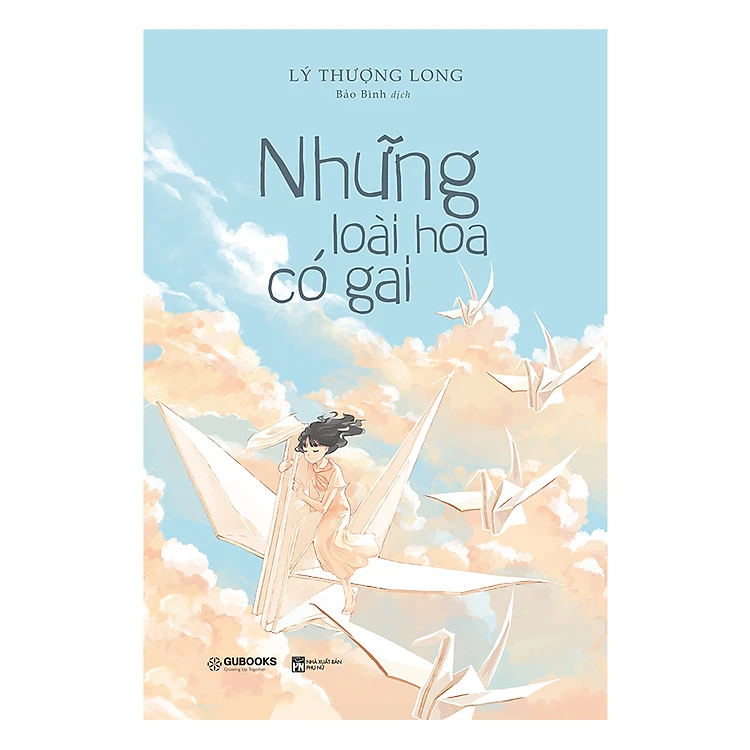 LÝ THƯỢNG LONG
Bảo Bình dịch
Những
loài hoa
có gai
GUBOOKS
Growing Up Together
PN
NHÀ XUẤT BẢN
PHỤ NỮ